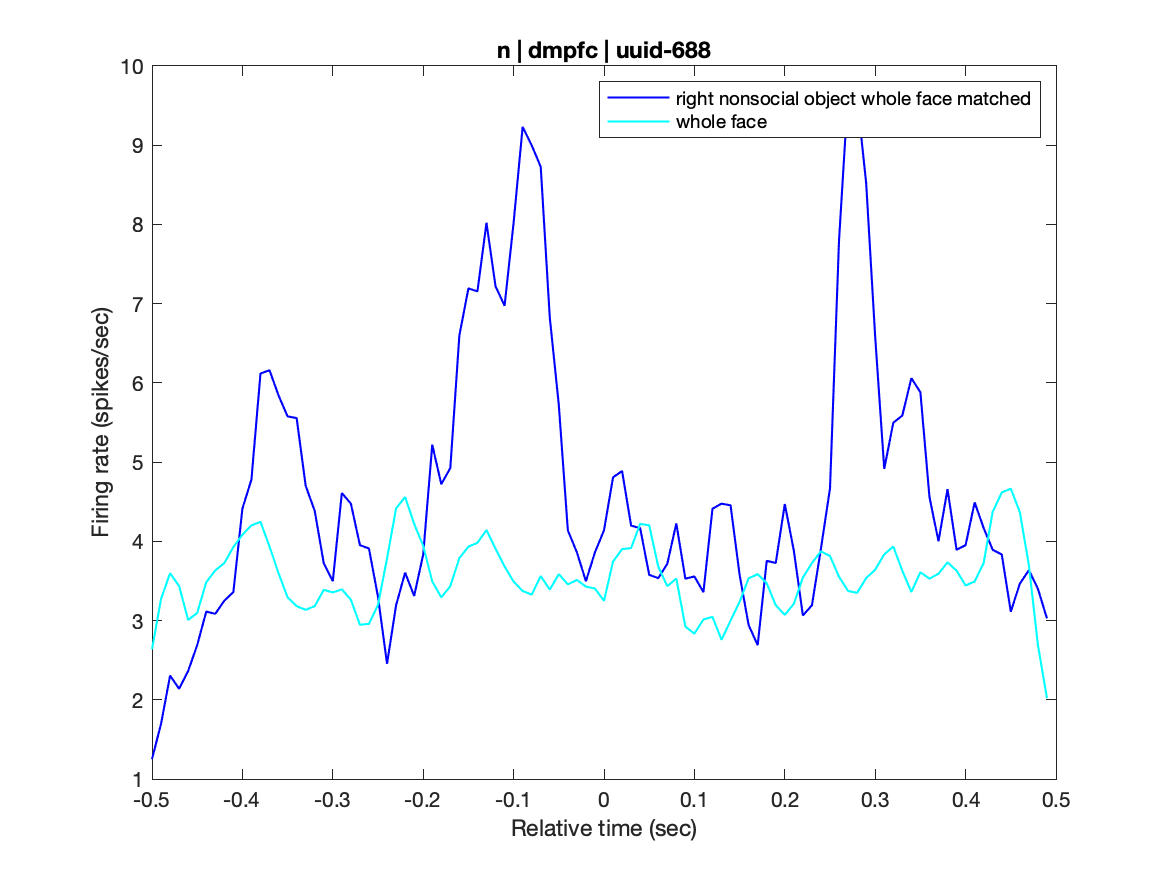 n | dmpfc | uuid-688
right nonsocial object whole face matched
whole face
10
9
8
7
6
5
4
3
2
1
Firing rate (spikes/sec)
-0.5 -0.4 -0.3 -0.2 -0.1 0 0.1 0.2 0.3 0.4 0.5
Relative time (sec)